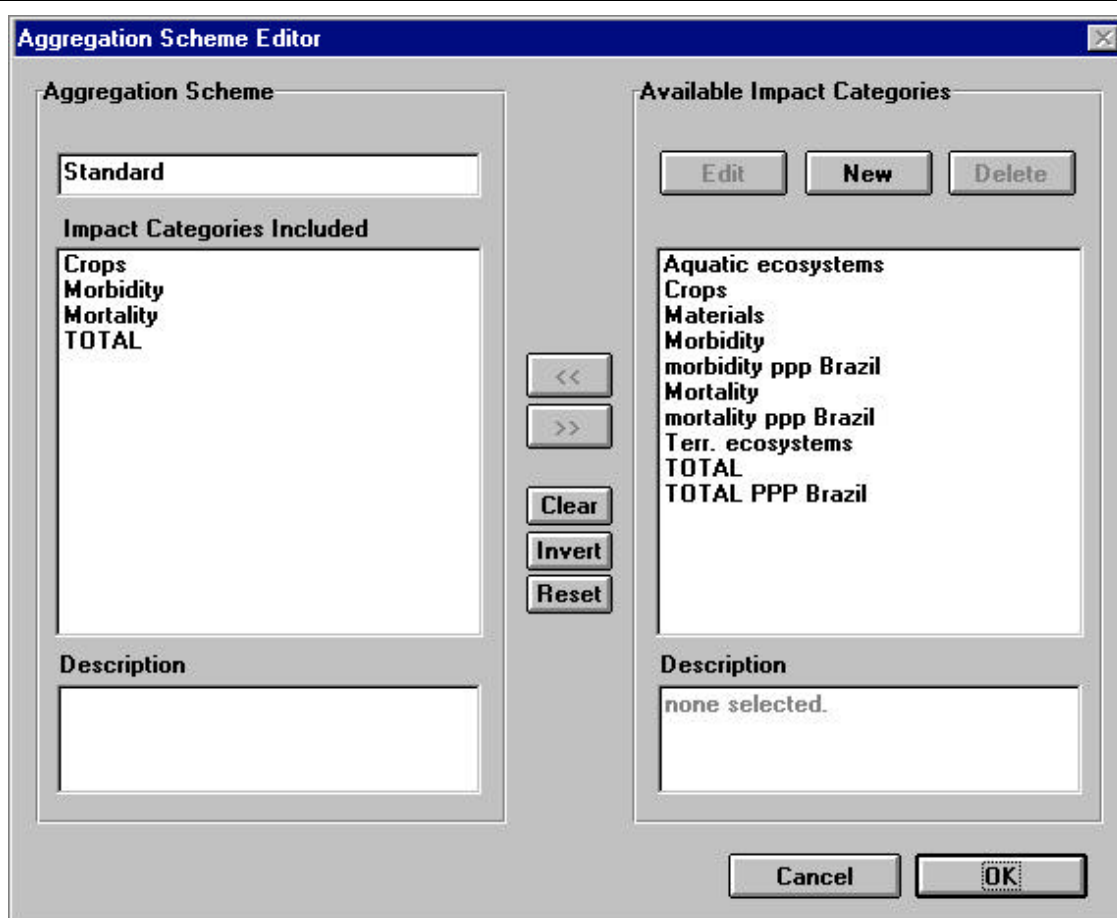 Aggregation Scheme Editor
Aggregation Scheme
Standard
Impact Categories Included
Crops
Morbidity
Mortality
TOTAL
Description
<<
>>
Clear
Invert
Reset
Available Impact Categories
Edit
New
Delete
Aquatic ecosystems
Crops
Materials
Morbidity
morbidity ppp Brazil
Mortality
mortality ppp Brazil
Terr. ecosystems
TOTAL
TOTAL PPP Brazil
Description
none selected.
Cancel
OK